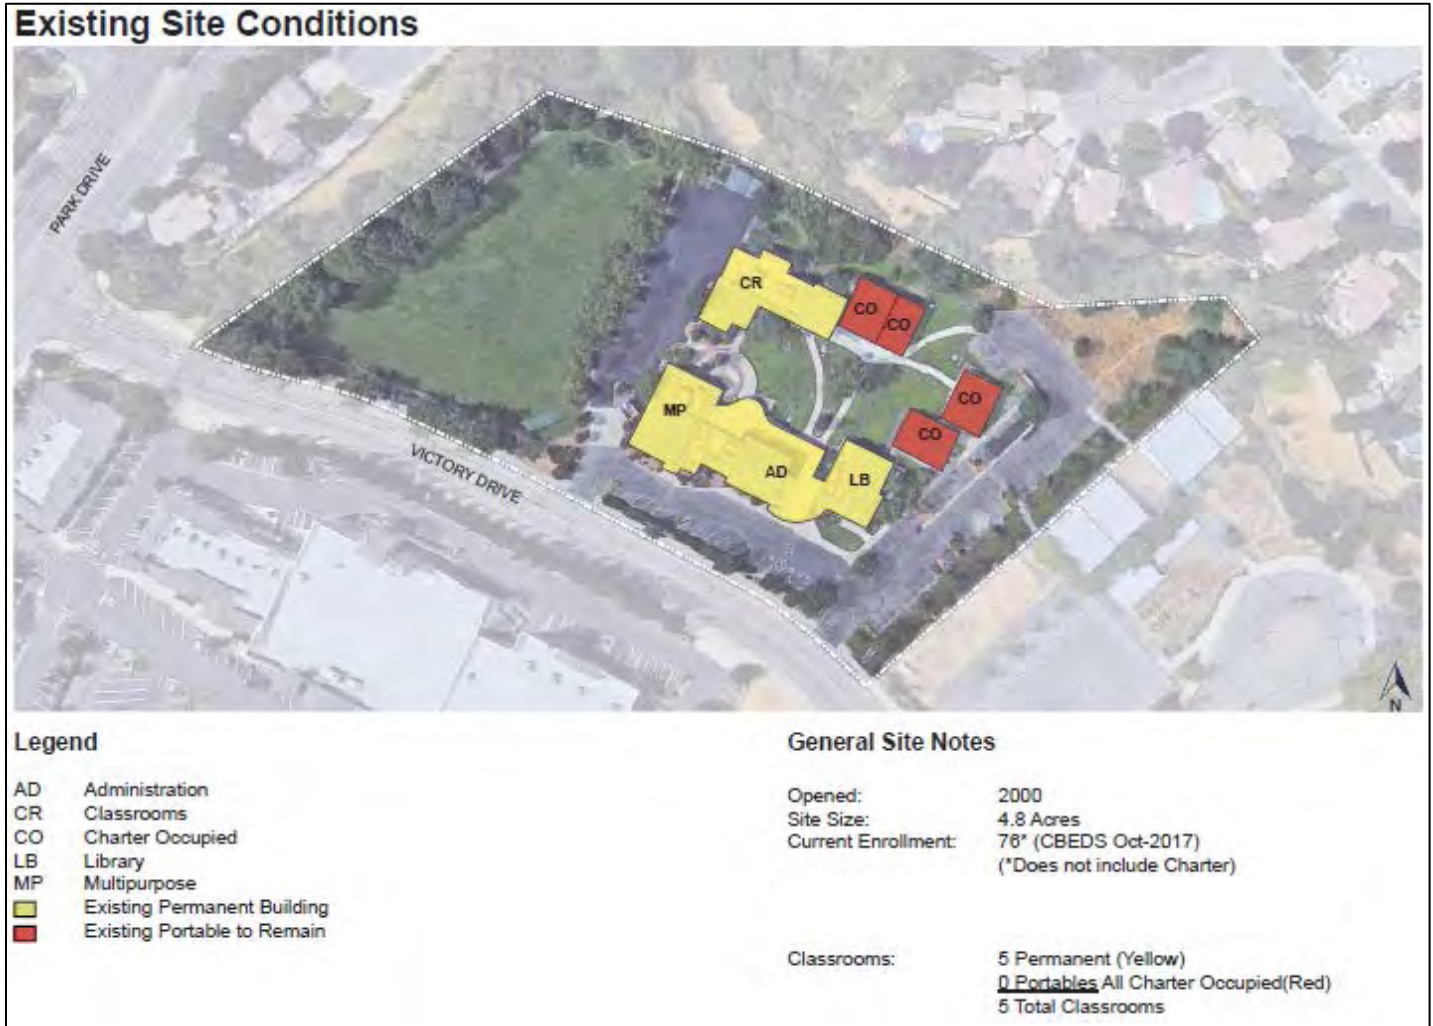 Existing Site Conditions
PARK DRIVE
CR
CO
CO
CO
MP
CO
AD
LB
VICTORY DRIVE
N
Legend
AD Administration
CR Classrooms
CO Charter Occupied
LB Library
MP Multipurpose
Existing Permanent Building
Existing Portable to Remain
General Site Notes
Opened: 2000
Site Size: 4.8 Acres
Current Enrollment: 76* (CBEDS Oct-2017)
(*Does not include Charter)
Classrooms: 5 Permanent (Yellow)
0 Portables All Charter Occupied(Red)
5 Total Classrooms